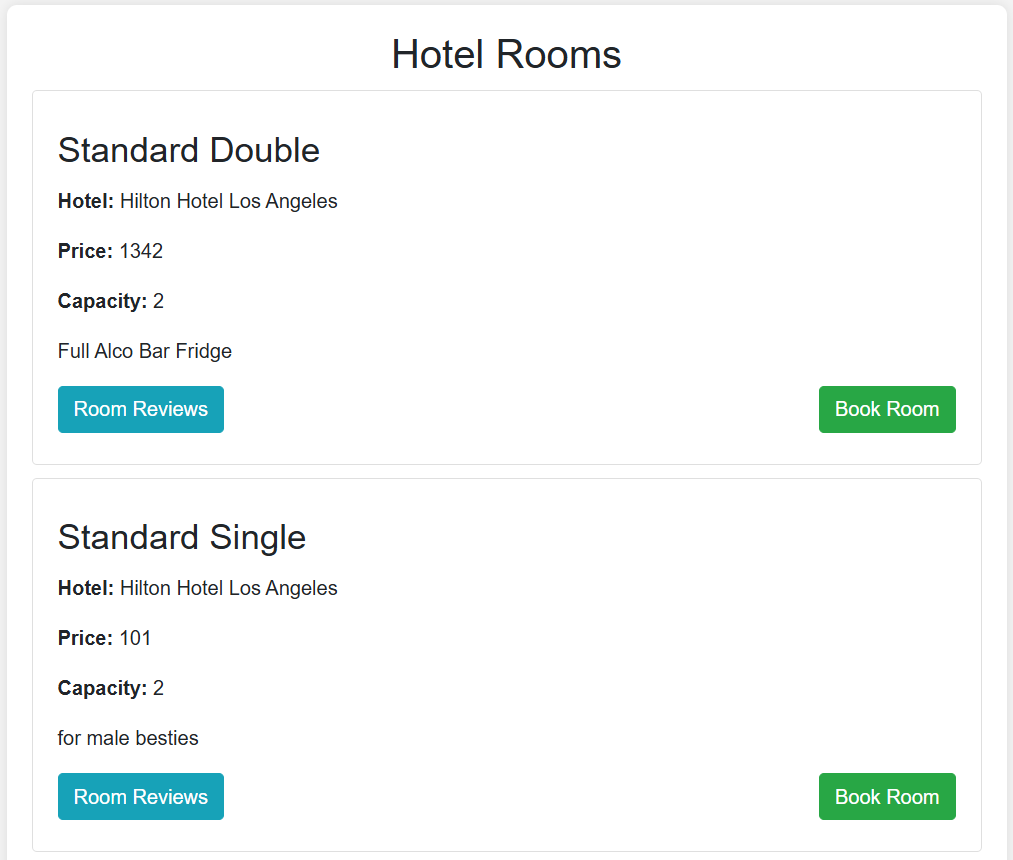 Hotel Rooms
Standard Double
Hotel: Hilton Hotel Los Angeles
Price: 1342
Capacity: 2
Full Alco Bar Fridge
Room Reviews
Book Room
Standard Single
Hotel: Hilton Hotel Los Angeles
Price: 101
Capacity: 2
for male besties
Room Reviews
Book Room